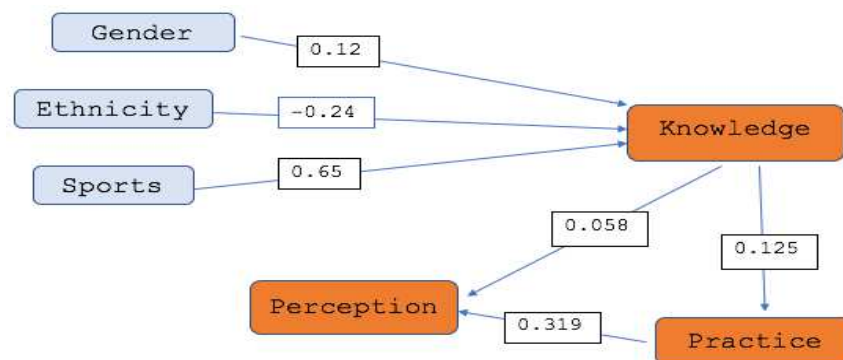 Gender
0.12
Ethnicity
-0.24
Knowledge
Sports
0.65
0.058
0.125
Perception
0.319
Practice